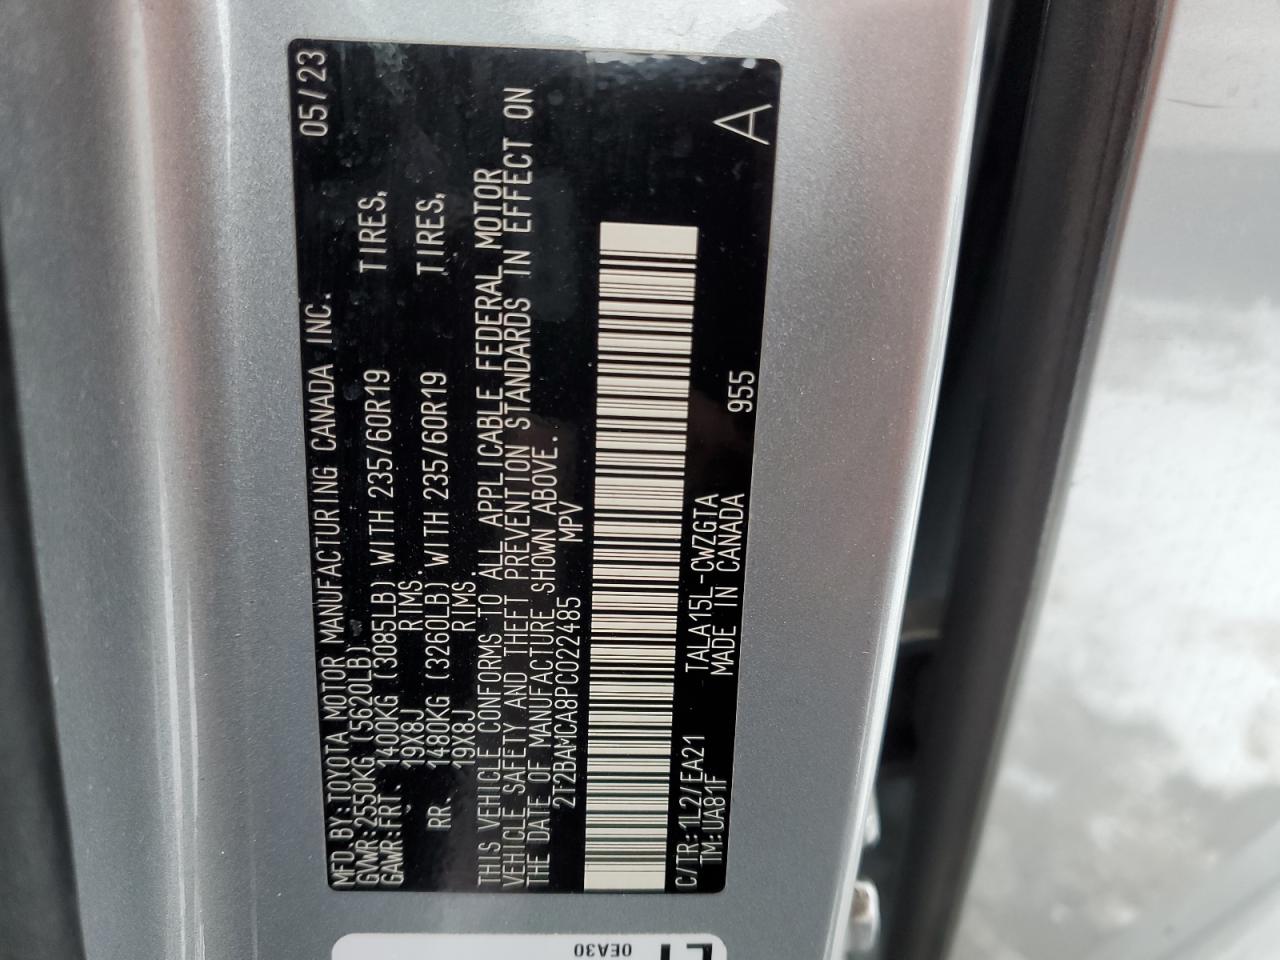 MFD.BY:TOYOTA MOTOR MANUFACTURING CANADA INC. 05/23
GVWR:2550KG (5620LB)
GAWR:FRT. 1400KG (3085LB) WITH 235/60R19 TIRES,
19X8J RIMS.
RR. 1480KG (3260LB) WITH 235/60R19 TIRES,
19X8J RIMS.
THIS VEHICLE CONFORMS TO ALL APPLICABLE FEDERAL MOTOR
VEHICLE SAFETY AND THEFT PREVENTION STANDARDS IN EFFECT ON
THE DATE OF MANUFACTURE SHOWN ABOVE.
2T2BAMCA8PC022485 MPV
C/TR:1L2/EA21 TALA15L-CWZGTA 955 A
TM:UA81F MADE IN CANADA
0EA30